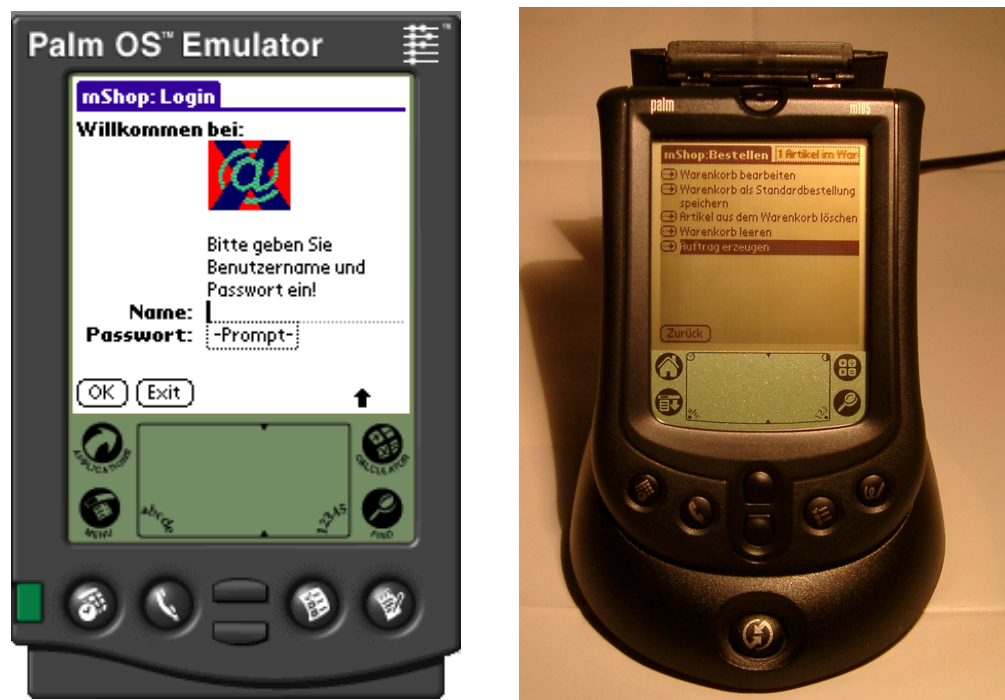 Palm OS™ Emulator
mShop: Login
Willkommen bei:
@
Bitte geben Sie
Benutzername und
Passwort ein!
Name:
Passwort: -Prompt-
OK Exit
APPLICATIONS
CALCULATOR
MENU
abcde
12345
FIND
palm
m105
mShop:Bestellen 1 Artikel im War
Warenkorb bearbeiten
Warenkorb als Standardbestellung
speichern
Artikel aus dem Warenkorb löschen
Warenkorb leeren
Auftrag erzeugen
Zurück
abc
123